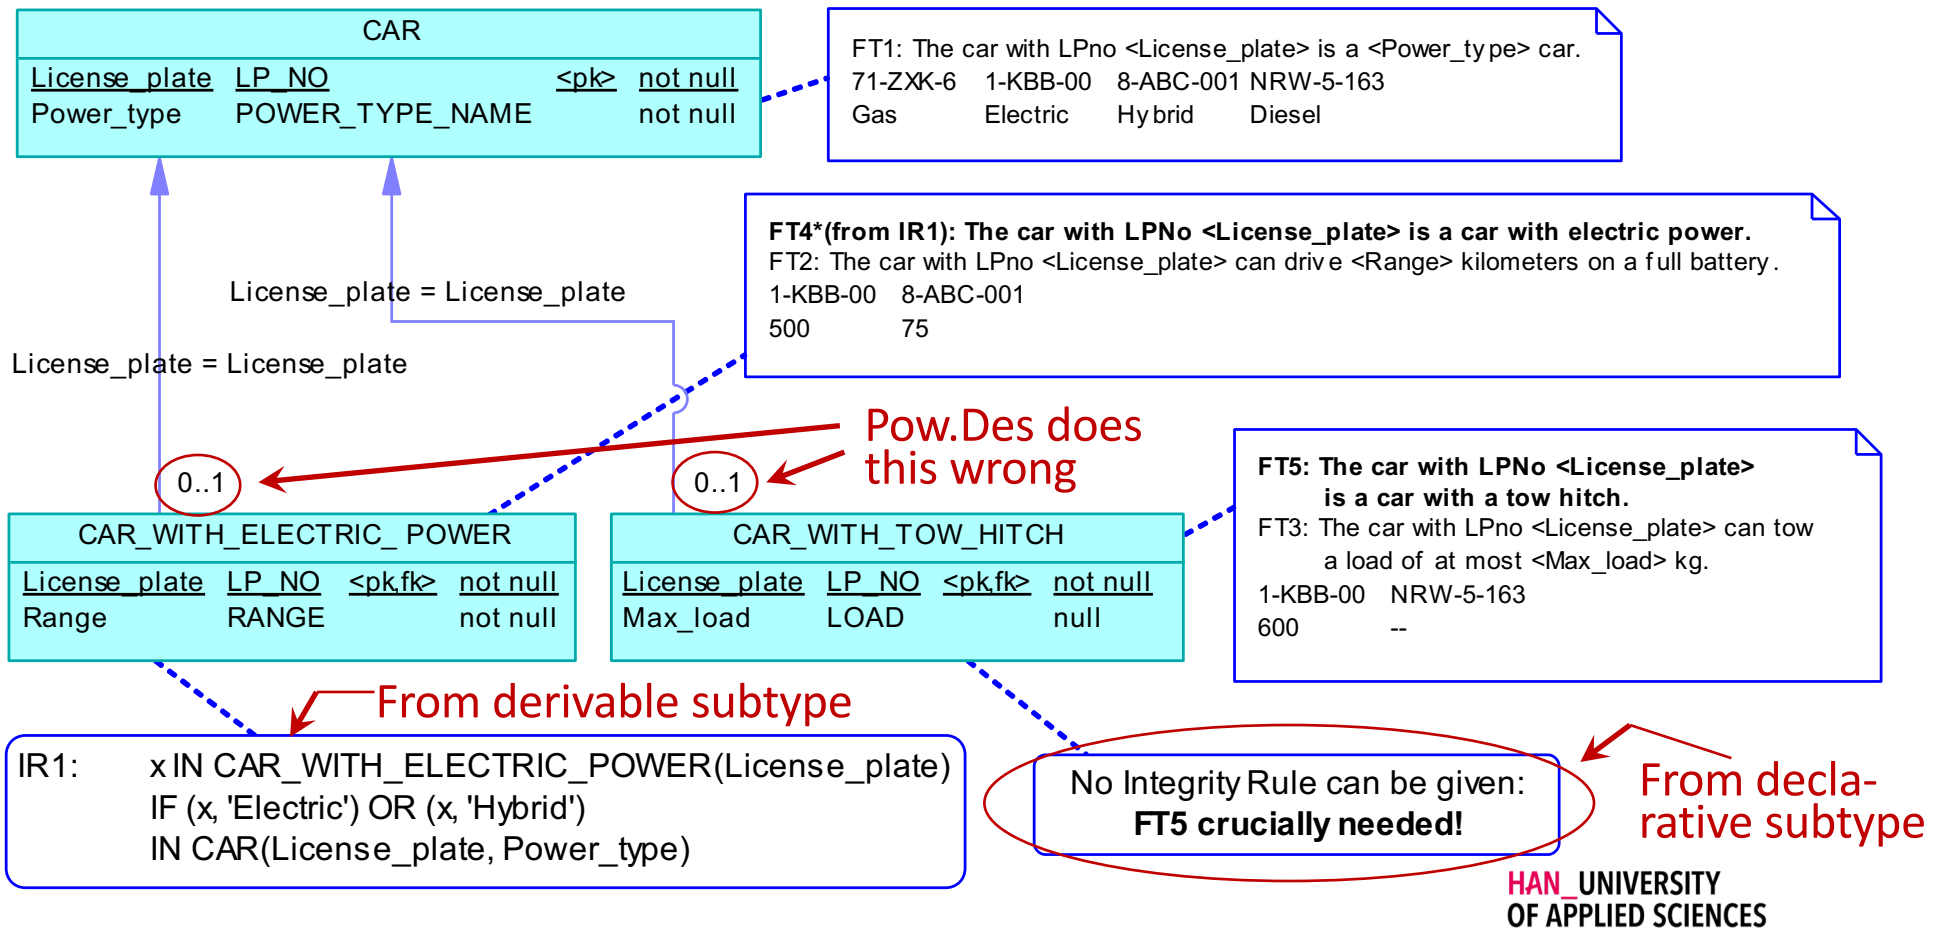 CAR
License_plate LP_NO <pk> not null
Power_type POWER_TYPE_NAME not null
FT1: The car with LPno <License_plate> is a <Power_type> car.
71-ZXK-6 1-KBB-00 8-ABC-001 NRW-5-163
Gas Electric Hybrid Diesel
FT4*(from IR1): The car with LPNo <License_plate> is a car with electric power.
FT2: The car with LPno <License_plate> can drive <Range> kilometers on a full battery.
1-KBB-00 8-ABC-001
500 75
License_plate = License_plate
License_plate = License_plate
Pow.Des does
this wrong
0..1
0..1
FT5: The car with LPNo <License_plate>
is a car with a tow hitch.
FT3: The car with LPno <License_plate> can tow
a load of at most <Max_load> kg.
1-KBB-00 NRW-5-163
600 --
CAR_WITH_ELECTRIC_ POWER
License_plate LP_NO <pk,fk> not null
Range RANGE not null
CAR_WITH_TOW_HITCH
License_plate LP_NO <pk,fk> not null
Max_load LOAD null
From derivable subtype
IR1: x IN CAR_WITH_ELECTRIC_POWER(License_plate)
IF (x, 'Electric') OR (x, 'Hybrid')
IN CAR(License_plate, Power_type)
No Integrity Rule can be given:
FT5 crucially needed!
From decla-
rative subtype
HAN_UNIVERSITY
OF APPLIED SCIENCES